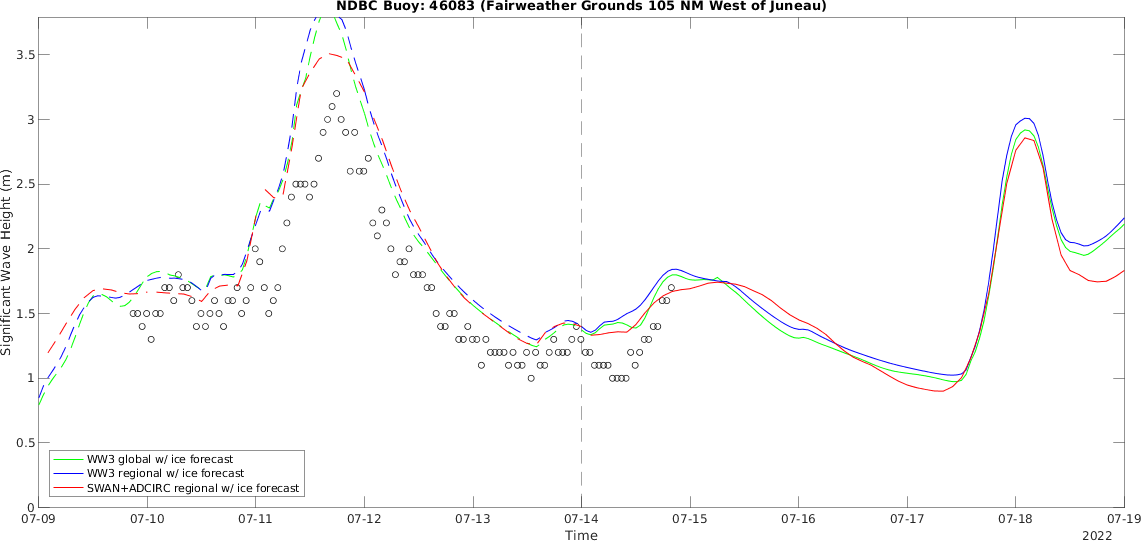 NDBC Buoy: 46083 (Fairweather Grounds 105 NM West of Juneau)
Significant Wave Height (m)
3.5
3
2.5
2
1.5
1
0.5
0
WW3 global w/ ice forecast
WW3 regional w/ ice forecast
SWAN+ADCIRC regional w/ ice forecast
07-09 07-10 07-11 07-12 07-13 07-14 07-15 07-16 07-17 07-18 07-19
Time
2022